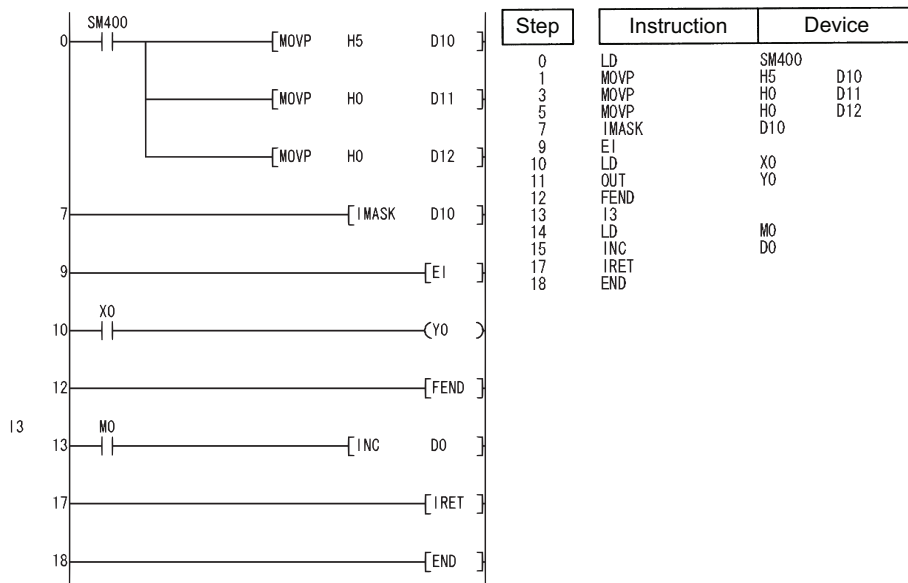 SM400
0 MOVP H5 D10
MOVP H0 D11
MOVP H0 D12
7 IMASK D10
9 EI
X0
10 Y0
12 FEND
I3 M0
13 INC D0
17 IRET
18 END
Step Instruction Device
0 LD SM400
1 MOVP H5 D10
3 MOVP H0 D11
5 MOVP H0 D12
7 IMASK D10
9 EI
10 LD X0
11 OUT Y0
12 FEND
13 I3
14 LD M0
15 INC D0
17 IRET
18 END